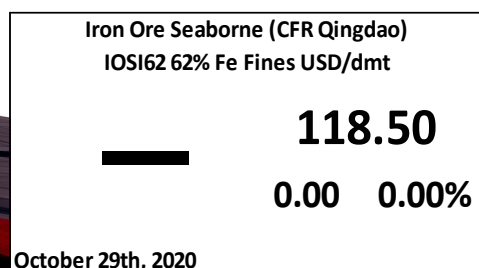 Iron Ore Seaborne (CFR Qingdao)
IOSI62 62% Fe Fines USD/dmt
118.50
0.00 0.00%
October 29th, 2020